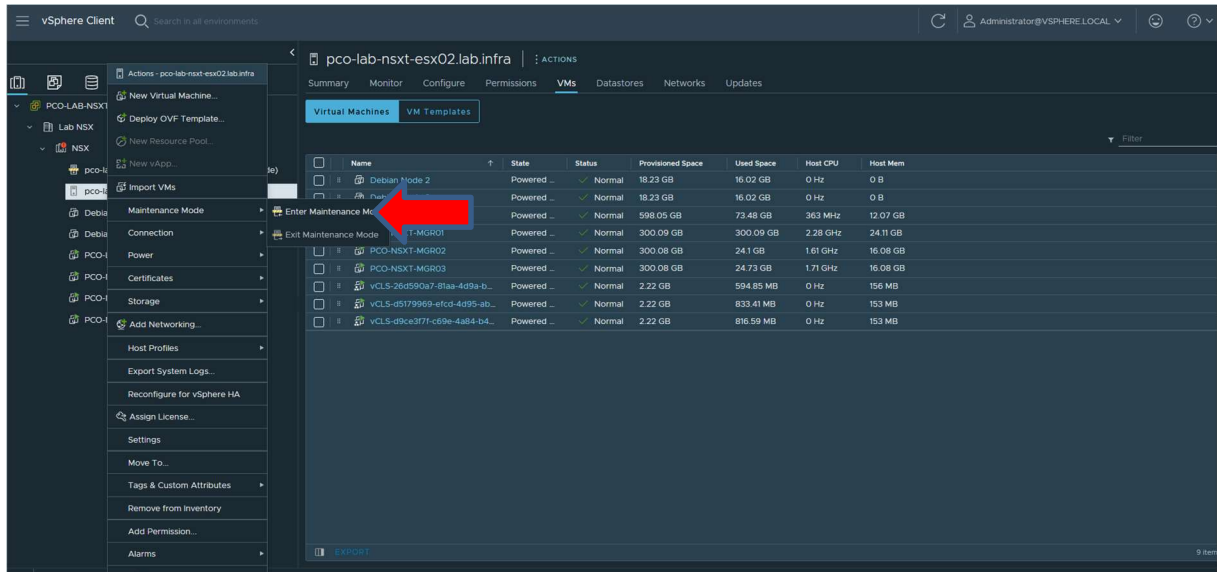 vSphere Client Search in all environments Administrator@VSPHERE.LOCAL
pco-lab-nsxt-esx02.lab.infra ACTIONS
Summary Monitor Configure Permissions VMs Datastores Networks Updates
Virtual Machines VM Templates
Filter
PCO-LAB-NSXT
Lab NSX
NSX
pco-la de)
pco-la
Debia
Debia
PCO-
PCO-
PCO-
PCO-
Actions - pco-lab-nsxt-esx02.lab.infra
New Virtual Machine...
Deploy OVF Template...
New Resource Pool...
New vApp...
Import VMs
Maintenance Mode
Connection
Power
Certificates
Storage
Add Networking...
Host Profiles
Export System Logs...
Reconfigure for vSphere HA
Assign License...
Settings
Move To...
Tags & Custom Attributes
Remove from Inventory
Add Permission...
Alarms
Enter Maintenance Mo
Exit Maintenance Mode
Name State Status Provisioned Space Used Space Host CPU Host Mem
Debian Node 2 Powered ... Normal 18.23 GB 16.02 GB 0 Hz 0 B
Powered ... Normal 18.23 GB 16.02 GB 0 Hz 0 B
Powered ... Normal 598.05 GB 73.48 GB 363 MHz 12.07 GB
T-MGR01 Powered ... Normal 300.09 GB 300.09 GB 2.28 GHz 24.11 GB
PCO-NSXT-MGR02 Powered ... Normal 300.08 GB 24.1 GB 1.61 GHz 16.08 GB
PCO-NSXT-MGR03 Powered ... Normal 300.08 GB 24.73 GB 1.71 GHz 16.08 GB
vCLS-26d590a7-81aa-4d9a-b... Powered ... Normal 2.22 GB 594.85 MB 0 Hz 156 MB
vCLS-d5179969-efcd-4d95-ab... Powered ... Normal 2.22 GB 833.41 MB 0 Hz 153 MB
vCLS-d9ce3f7f-c69e-4a84-b4... Powered ... Normal 2.22 GB 816.59 MB 0 Hz 153 MB
EXPORT 9 item